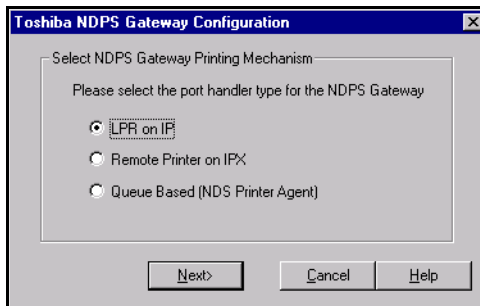 Toshiba NDPS Gateway Configuration
Select NDPS Gateway Printing Mechanism
Please select the port handler type for the NDPS Gateway
LPR on IP
Remote Printer on IPX
Queue Based (NDS Printer Agent)
Next> Cancel Help